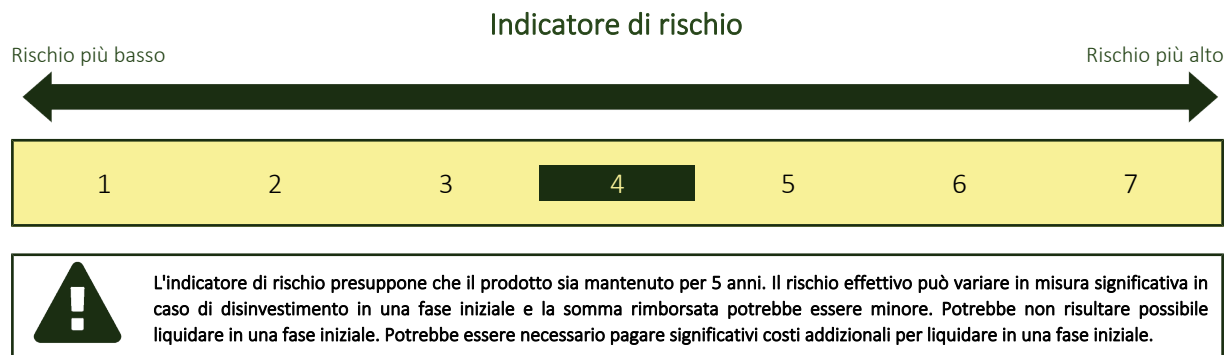 Indicatore di rischio
Rischio più basso
Rischio più alto
1 2 3 4 5 6 7
L'indicatore di rischio presuppone che il prodotto sia mantenuto per 5 anni. Il rischio effettivo può variare in misura significativa in
caso di disinvestimento in una fase iniziale e la somma rimborsata potrebbe essere minore. Potrebbe non risultare possibile
liquidare in una fase iniziale. Potrebbe essere necessario pagare significativi costi addizionali per liquidare in una fase iniziale.